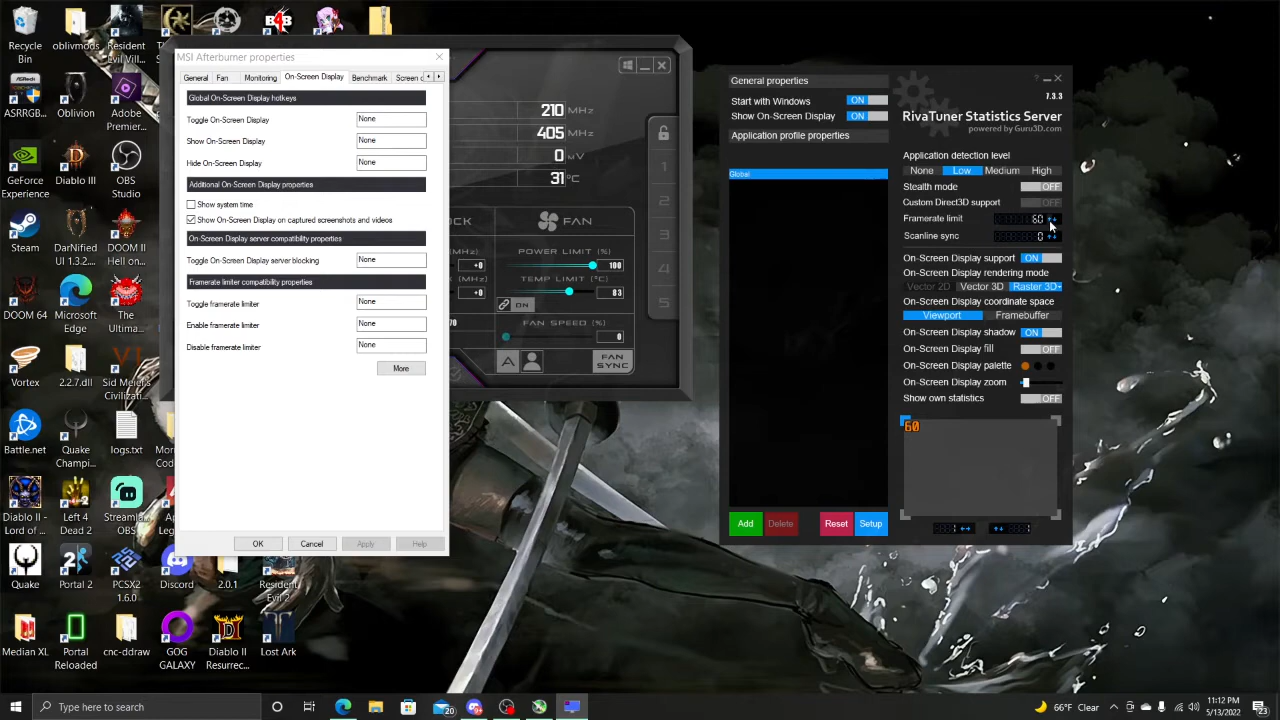 Recycle Bin
oblivmods
Resident Evil Vill...
ASRRGB...
Oblivion
Adobe Premier...
GeForce Experience
Diablo III
OBS Studio
Steam
Oblivion
DOOM II
DOOM 64
Microsoft Edge
The Ultima...
Vortex
2.2.7.dll
Sid Meier's Civilizati...
Battle.net
Quake Champi...
logs.txt
Diablo II -
Left 4 Dead 2
Streamla... OBS
Quake
Portal 2
PCSX2 1.6.0
Discord
2.0.1
Resident Evil 2
Median XL
Portal Reloaded
cnc-ddraw
GOG GALAXY
Diablo II Resurrec...
Lost Ark
MSI Afterburner properties
General Fan Monitoring On-Screen Display Benchmark Screen c
Global On-Screen Display hotkeys
Toggle On-Screen Display None
Show On-Screen Display None
Hide On-Screen Display None
Additional On-Screen Display properties
Show system time
Show On-Screen Display on captured screenshots and videos
On-Screen Display server compatibility properties
Toggle On-Screen Display server blocking None
Framerate limiter compatibility properties
Toggle framerate limiter None
Enable framerate limiter None
Disable framerate limiter None
More
OK Cancel Apply Help
210 MHz
405 MHz
0 mV
31°
FAN
POWER LIMIT (%)
+0 100
TEMP LIMIT (°C)
+0 83
ON
FAN SPEED (%)
0
A
FAN SYNC
1
2
3
4
5
General properties
7.3.3
Start with Windows ON
Show On-Screen Display ON
Application profile properties
Global
Add Delete Reset Setup
RivaTuner Statistics Server
powered by Guru3D.com
Application detection level
None Low Medium High
Stealth mode OFF
Custom Direct3D support OFF
Framerate limit 60
Scanline sync 0
On-Screen Display support ON
On-Screen Display rendering mode
Vector 2D Vector 3D Raster 3D
On-Screen Display coordinate space
Viewport Framebuffer
On-Screen Display shadow ON
On-Screen Display fill OFF
On-Screen Display palette
On-Screen Display zoom
Show own statistics OFF
60
Type here to search
20
66°F Clear
11:12 PM
5/13/2022
23